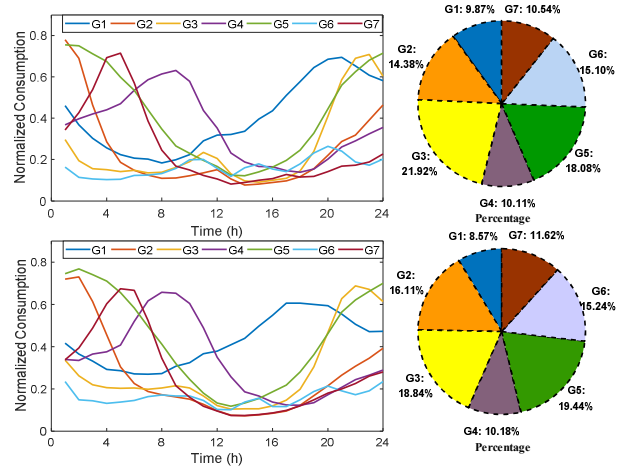 G1 G2 G3 G4 G5 G6 G7
0.8
0.6
0.4
0.2
0
Normalized Consumption
0 4 8 12 16 20 24
Time (h)
G1: 9.87%
G7: 10.54%
G2:
14.38%
G6:
15.10%
G3:
21.92%
G5:
18.08%
G4: 10.11%
Percentage
G1 G2 G3 G4 G5 G6 G7
0.8
0.6
0.4
0.2
0
Normalized Consumption
0 4 8 12 16 20 24
Time (h)
G1: 8.57%
G7: 11.62%
G2:
16.11%
G6:
15.24%
G3:
18.84%
G5:
19.44%
G4: 10.18%
Percentage